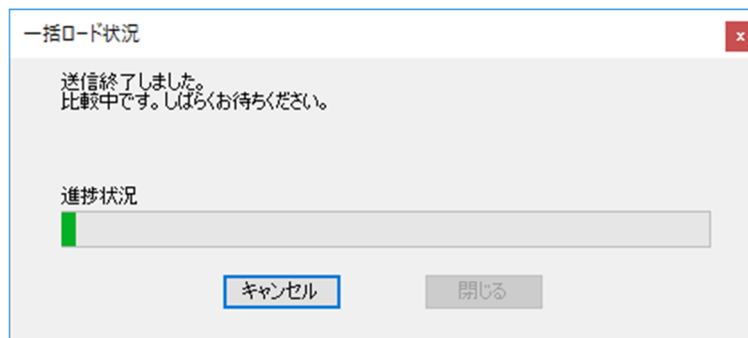 一括ロード状況
x
送信終了しました。
比較中です。しばらくお待ちください。
進捗状況
キャンセル
閉じる